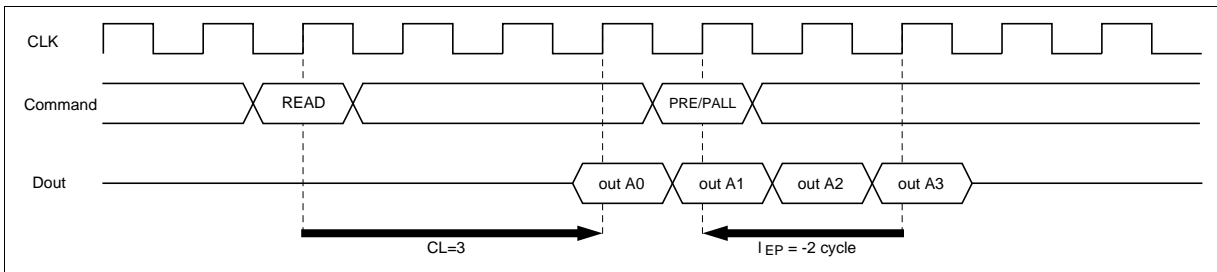 CLK
Command
READ
PRE/PALL
Dout
out A0
out A1
out A2
out A3
CL=3
I EP = -2 cycle